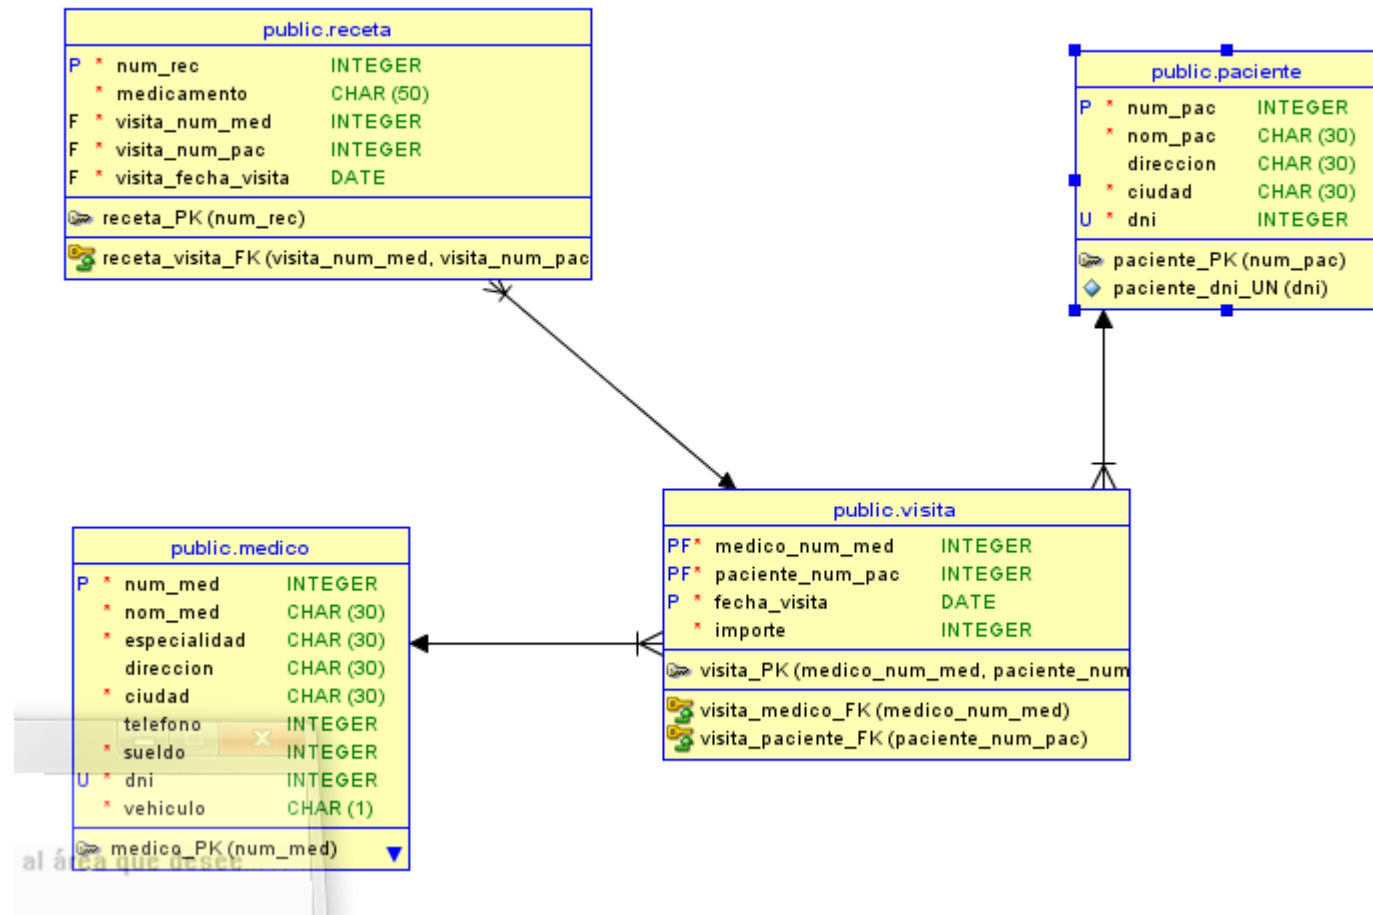 public.receta
P * num_rec INTEGER
* medicamento CHAR (50)
F * visita_num_med INTEGER
F * visita_num_pac INTEGER
F * visita_fecha_visita DATE
receta_PK (num_rec)
receta_visita_FK (visita_num_med, visita_num_pac
public.paciente
P * num_pac INTEGER
* nom_pac CHAR (30)
direccion CHAR (30)
* ciudad CHAR (30)
U * dni INTEGER
paciente_PK (num_pac)
paciente_dni_UN (dni)
public.medico
P * num_med INTEGER
* nom_med CHAR (30)
* especialidad CHAR (30)
direccion CHAR (30)
* ciudad CHAR (30)
telefono INTEGER
* sueldo INTEGER
U * dni INTEGER
* vehiculo CHAR (1)
medico_PK (num_med)
al área que desee
public.visita
PF* medico_num_med INTEGER
PF* paciente_num_pac INTEGER
P * fecha_visita DATE
* importe INTEGER
visita_PK (medico_num_med, paciente_num
visita_medico_FK (medico_num_med)
visita_paciente_FK (paciente_num_pac)